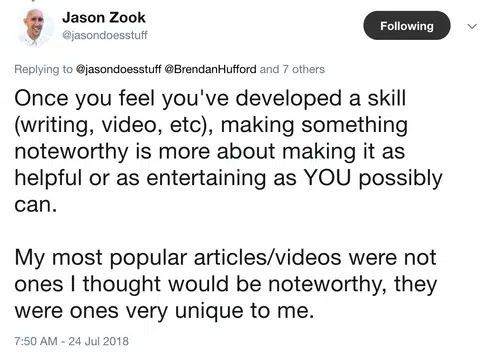 Jason Zook
@jasondoesstuff
Following
Replying to @jasondoesstuff @BrendanHufford and 7 others
Once you feel you've developed a skill
(writing, video, etc), making something
noteworthy is more about making it as
helpful or as entertaining as YOU possibly
can.
My most popular articles/videos were not
ones I thought would be noteworthy, they
were ones very unique to me.
7:50 AM - 24 Jul 2018